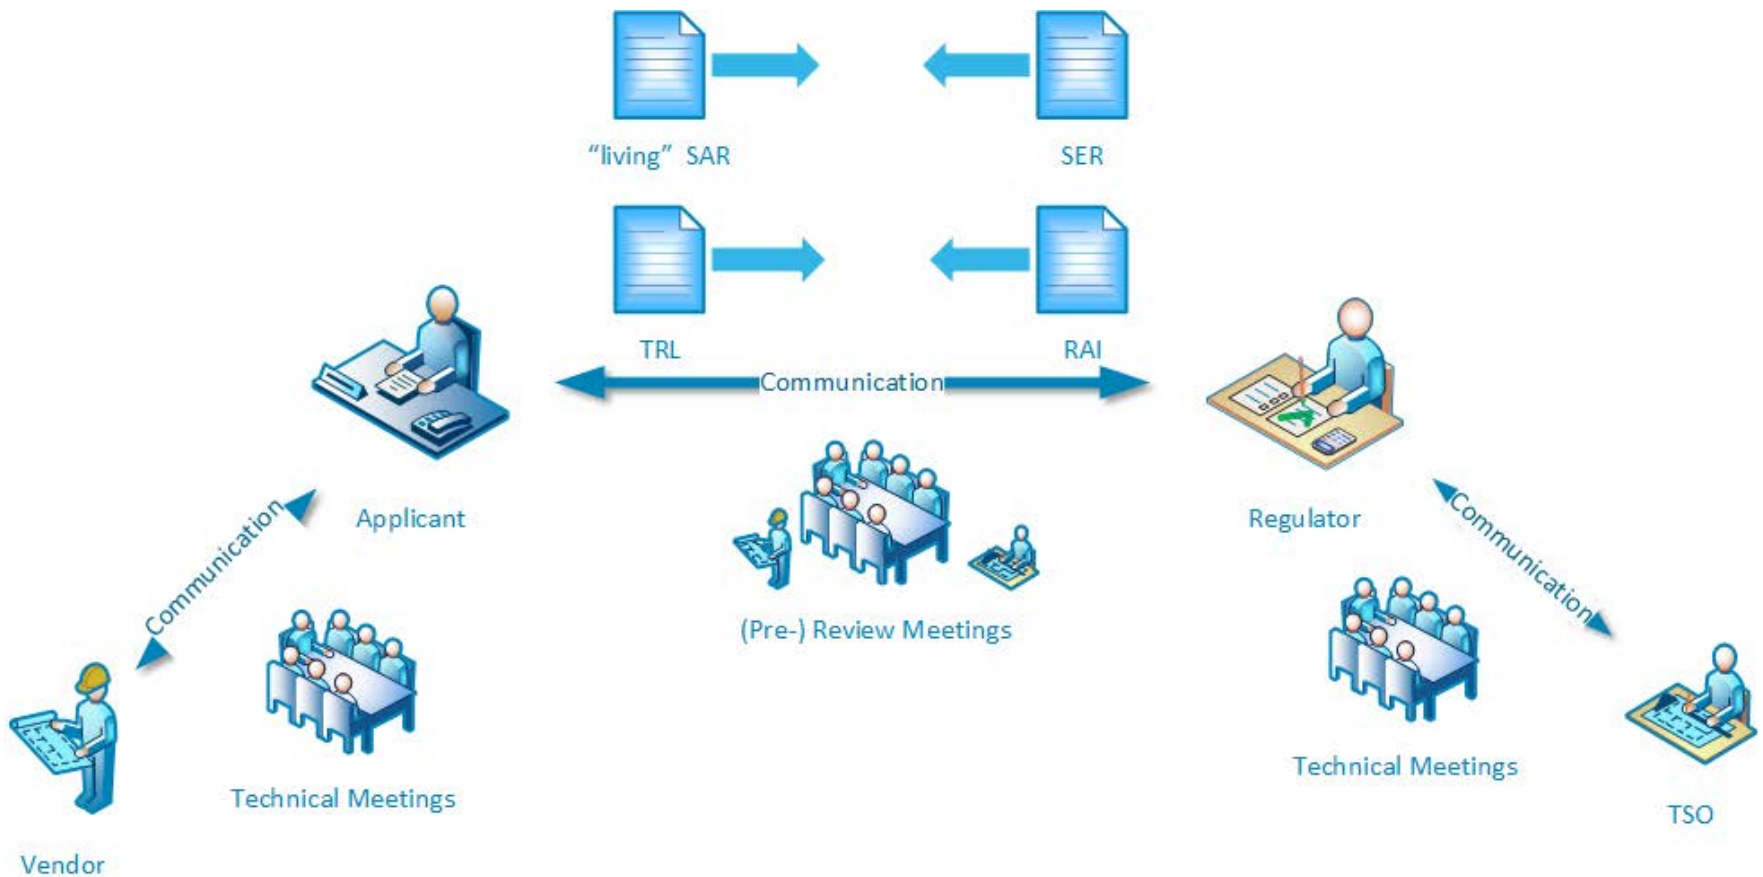 “living” SAR
SER
TRL
RAI
Communication
Applicant
Regulator
Communication
Communication
(Pre-) Review Meetings
Technical Meetings
Technical Meetings
TSO
Vendor